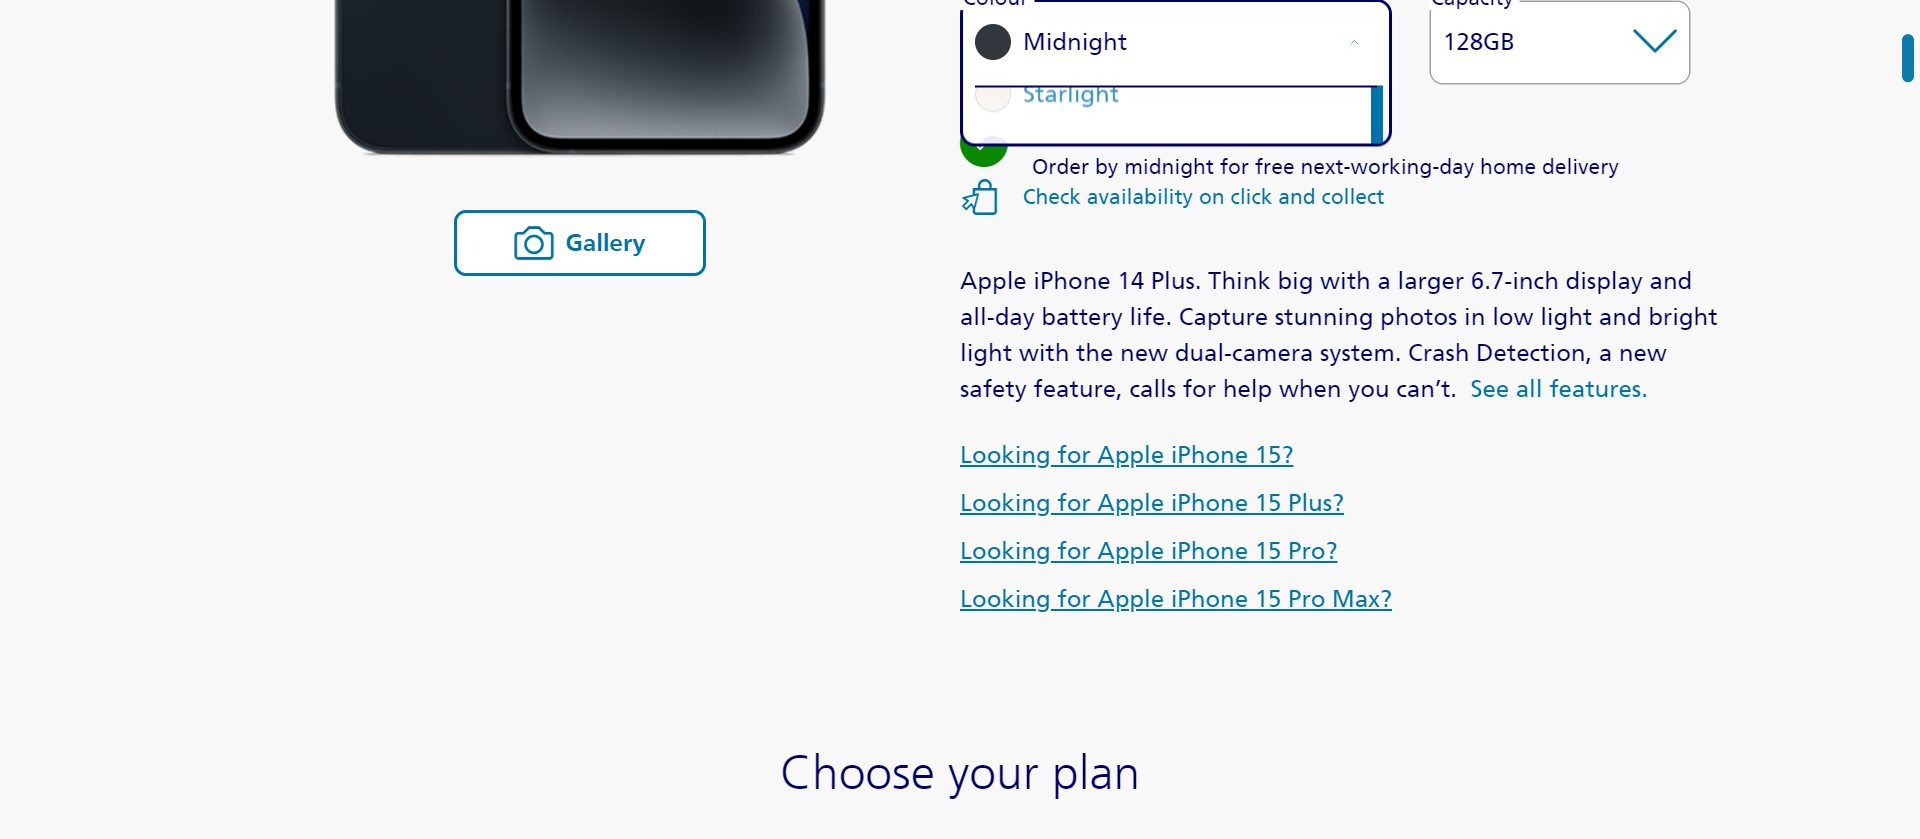 Colour
Capacity
Midnight
128GB
Starlight
Order by midnight for free next-working-day home delivery
Check availability on click and collect
Gallery
Apple iPhone 14 Plus. Think big with a larger 6.7-inch display and
all-day battery life. Capture stunning photos in low light and bright
light with the new dual-camera system. Crash Detection, a new
safety feature, calls for help when you can’t. See all features.
Looking for Apple iPhone 15?
Looking for Apple iPhone 15 Plus?
Looking for Apple iPhone 15 Pro?
Looking for Apple iPhone 15 Pro Max?
Choose your plan